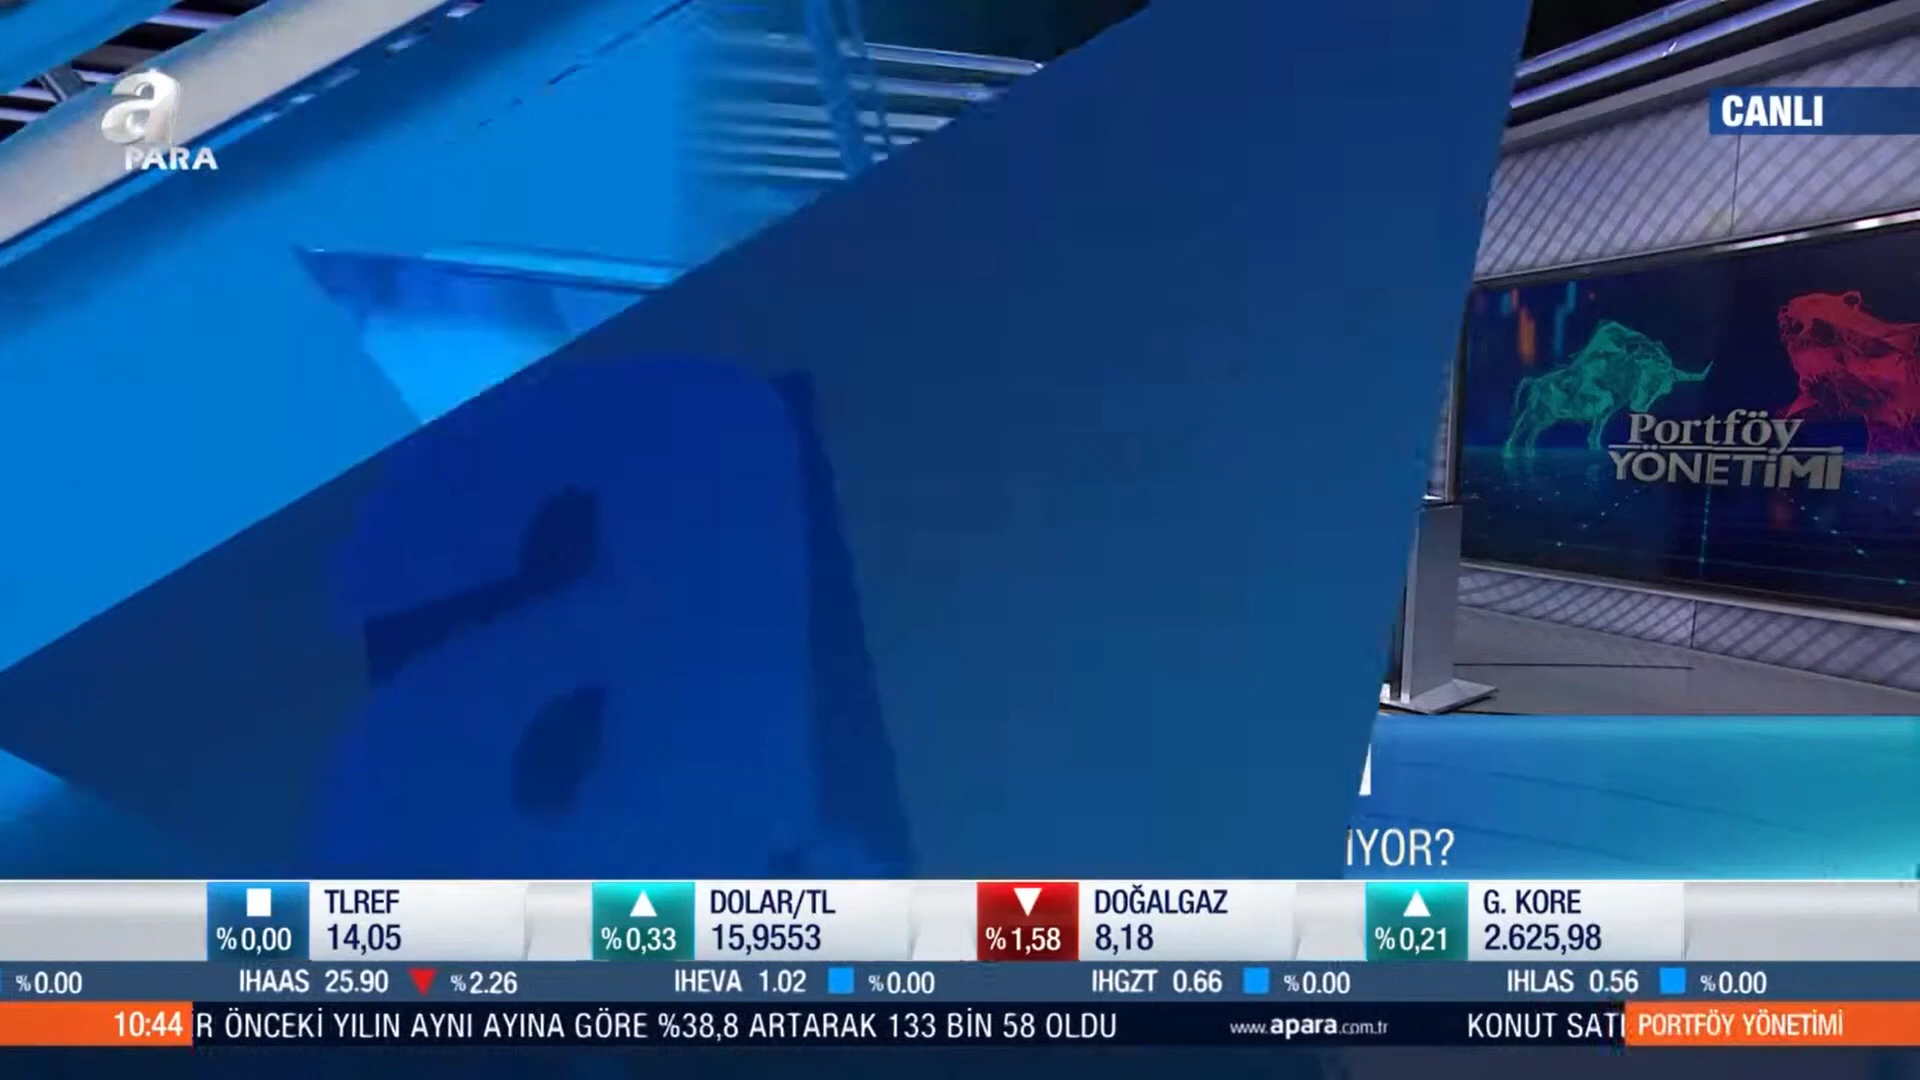 a
PARA
CANLI
Portföy
YÖNETİMİ
IYOR?
%0,00 TLREF 14,05
%0,33 DOLAR/TL 15,9553
%1,58 DOĞALGAZ 8,18
%0,21 G. KORE 2.625,98
%0.00 IHAAS 25.90 %2.26 IHEVA 1.02 %0.00 IHGZT 0.66 %0.00 IHLAS 0.56 %0.00
10:44 R ÖNCEKİ YILIN AYNI AYINA GÖRE %38,8 ARTARAK 133 BİN 58 OLDU www.apara.com.tr KONUT SATI PORTFÖY YÖNETİMİ